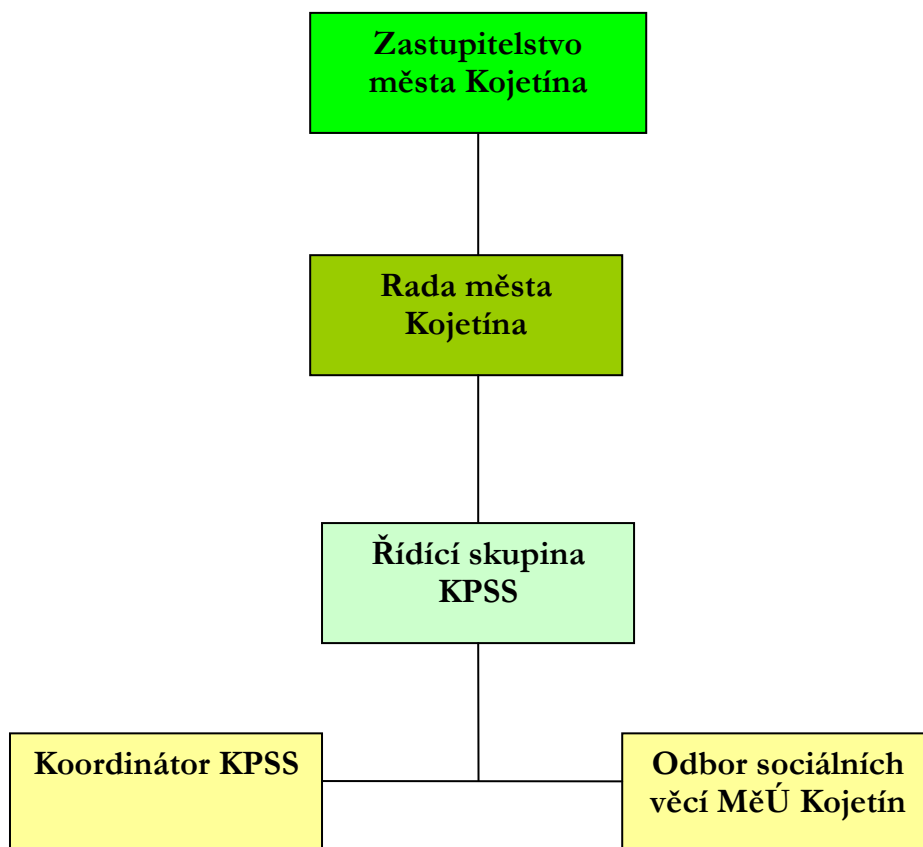 Zastupitelstvo
města Kojetína
Rada města
Kojetína
Řídící skupina
KPSS
Koordinátor KPSS
Odbor sociálních
věcí MěÚ Kojetín